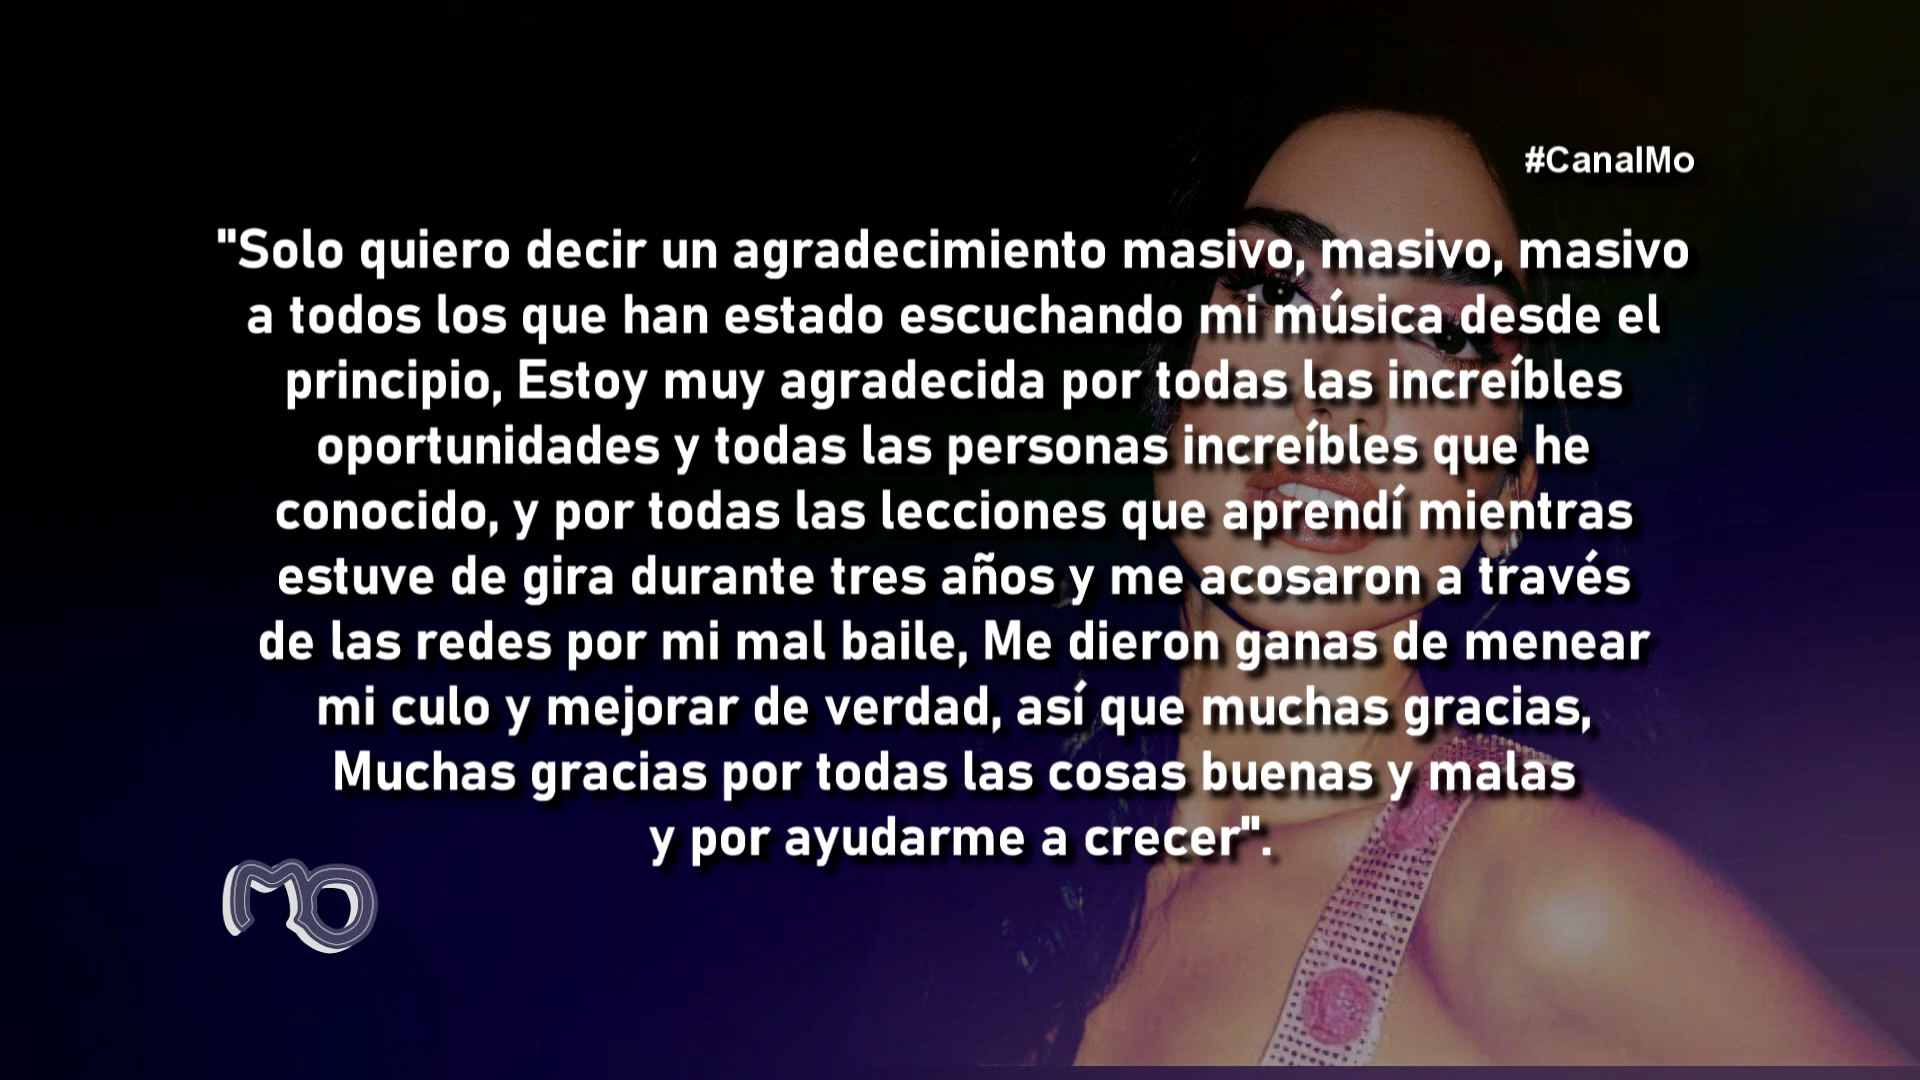 #CanalMo
"Solo quiero decir un agradecimiento masivo, masivo, masivo
a todos los que han estado escuchando mi música desde el
principio, Estoy muy agradecida por todas las increíbles
oportunidades y todas las personas increíbles que he
conocido, y por todas las lecciones que aprendí mientras
estuve de gira durante tres años y me acosaron a través
de las redes por mi mal baile, Me dieron ganas de menear
mi culo y mejorar de verdad, así que muchas gracias,
Muchas gracias por todas las cosas buenas y malas
y por ayudarme a crecer".
MO